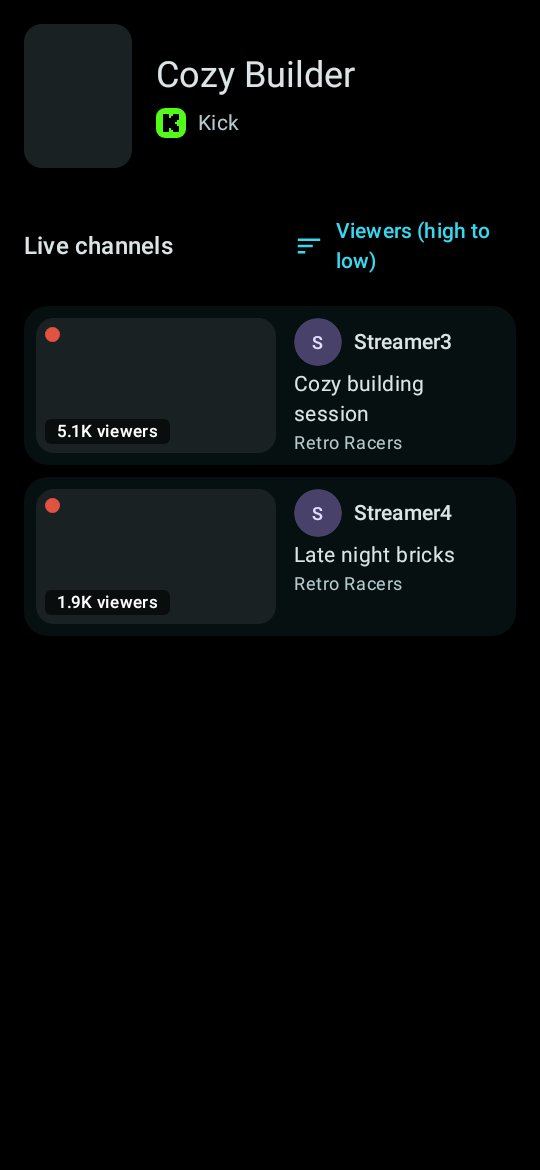 Cozy Builder
Kick
Live channels
Viewers (high to
low)
S
Streamer3
Cozy building
session
Retro Racers
5.1K viewers
S
Streamer4
Late night bricks
Retro Racers
1.9K viewers